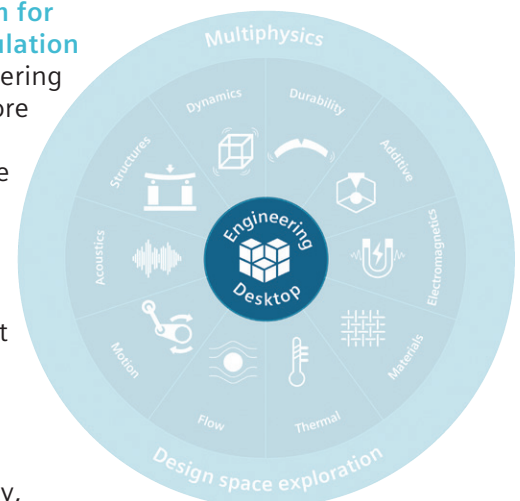 n for
ulation
ering
ore
e
t
y,
Multiphysics
Dynamics
Durability
Structures
Additive
Acoustics
Electromagnetics
Motion
Materials
Flow
Thermal
Engineering
Desktop
Design space exploration